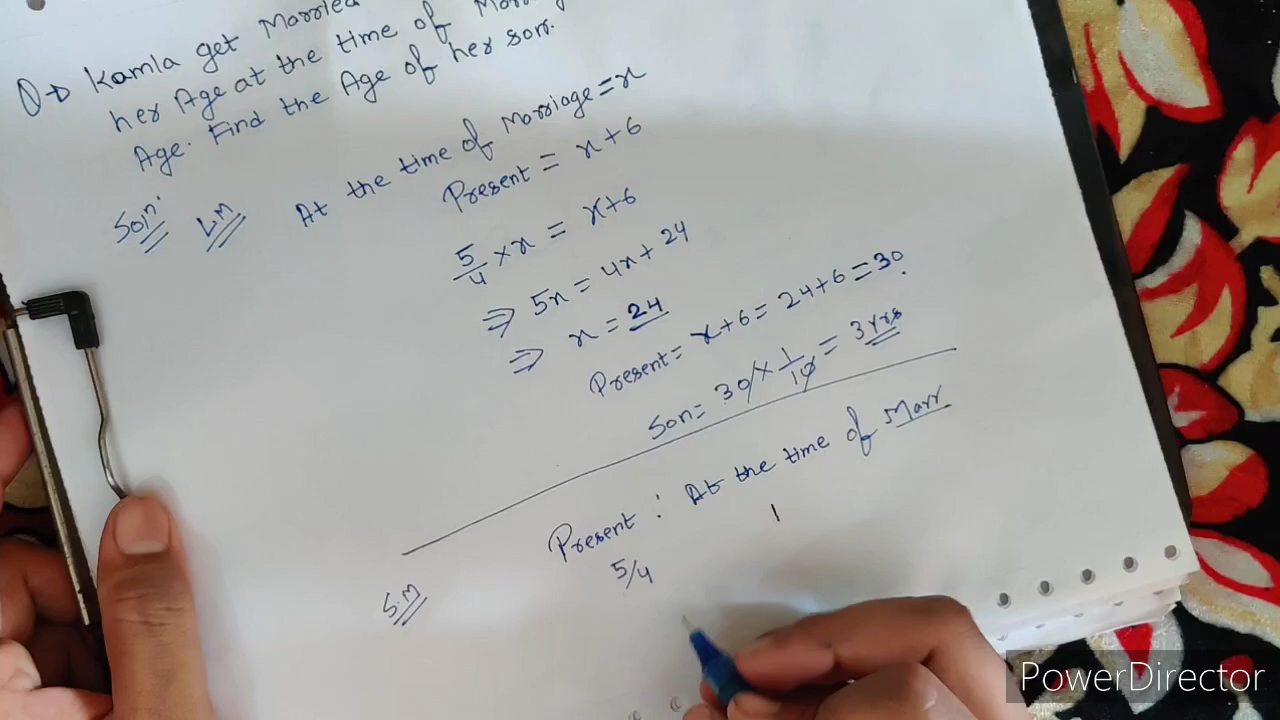 Q→ Kamla get Married
her Age at the time of
Age. Find the Age of her son.
Soln. LM At the time of Marriage = x
Present = x+6
5/4 × x = x+6
⇒ 5x = 4x + 24
⇒ x = 24
Present = x+6 = 24+6 = 30.
Son = 30 × 1/10 = 3 yrs
S.M Present : At the time of Marr
5/4 1
PowerDirector